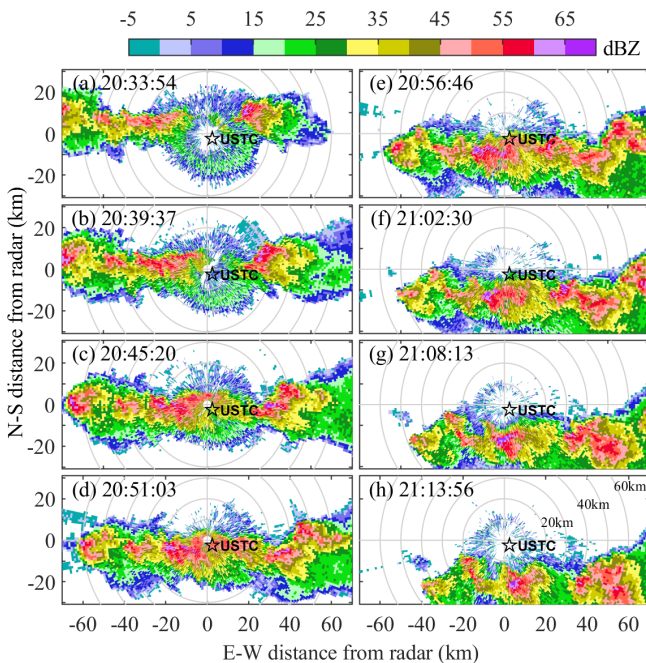 -5 5 15 25 35 45 55 65 dBZ
(a) 20:33:54
USTC
(b) 20:39:37
USTC
(c) 20:45:20
USTC
(d) 20:51:03
USTC
(e) 20:56:46
USTC
(f) 21:02:30
USTC
(g) 21:08:13
USTC
(h) 21:13:56
60km
40km
20km
USTC
20
0
-20
20
0
-20
20
0
-20
20
0
-20
N-S distance from radar (km)
-60 -40 -20 0 20 40 60
-60 -40 -20 0 20 40 60
E-W distance from radar (km)